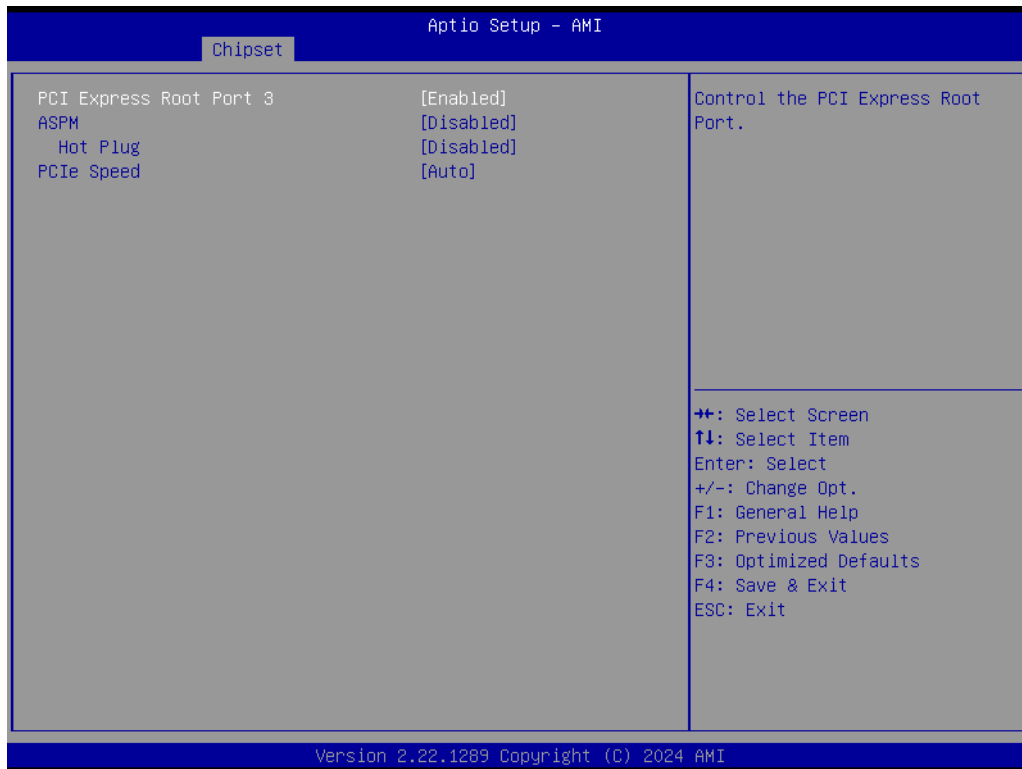 Aptio Setup – AMI
Chipset
PCI Express Root Port 3 [Enabled]
ASPM [Disabled]
Hot Plug [Disabled]
PCIe Speed [Auto]
Control the PCI Express Root
Port.
→←: Select Screen
↑↓: Select Item
Enter: Select
+/-: Change Opt.
F1: General Help
F2: Previous Values
F3: Optimized Defaults
F4: Save & Exit
ESC: Exit
Version 2.22.1289 Copyright (C) 2024 AMI